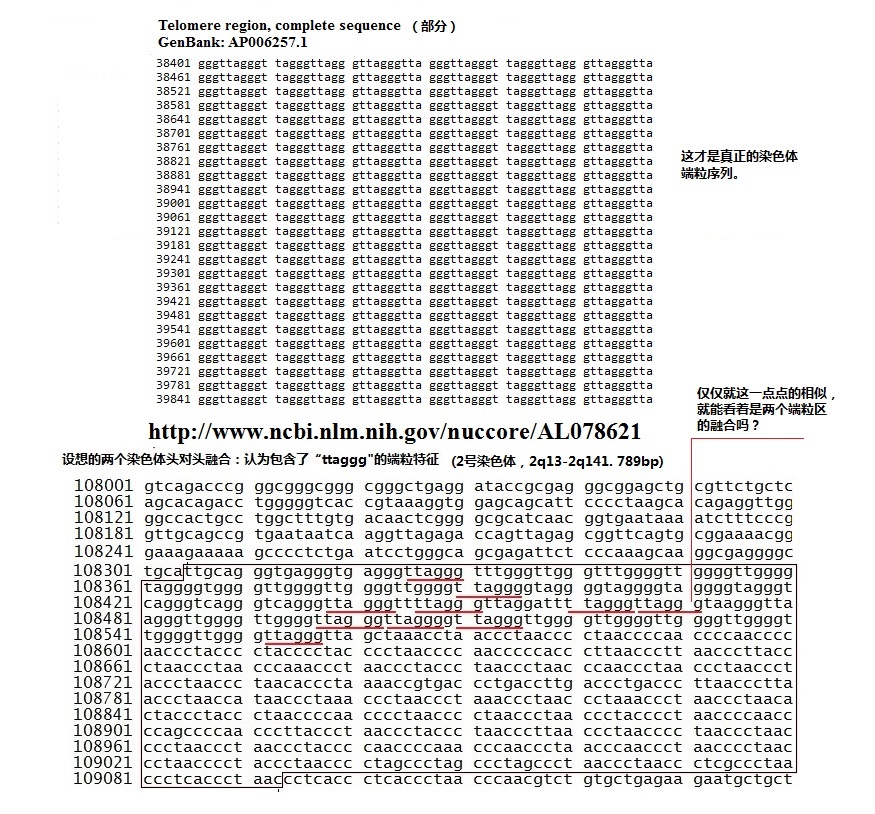 Telomere region, complete sequence （部分）
GenBank: AP006257.1
38401 gggttagggt tagggttagg gttagggtta gggttagggt tagggttagg gttagggtta
38461 gggttagggt tagggttagg gttagggtta gggttagggt tagggttagg gttagggtta
38521 gggttagggt tagggttagg gttagggtta gggttagggt tagggttagg gttagggtta
38581 gggttagggt tagggttagg gttagggtta gggttagggt tagggttagg gttagggtta
38641 gggttagggt tagggttagg gttagggtta gggttagggt tagggttagg gttagggtta
38701 gggttagggt tagggttagg gttagggtta gggttagggt tagggttagg gttagggtta
38761 gggttagggt tagggttagg gttagggtta gggttagggt tagggttagg gttagggtta
38821 gggttagggt tagggttagg gttagggtta gggttagggt tagggttagg gttagggtta
38881 gggttagggt tagggttagg gttagggtta gggttagggt tagggttagg gttagggtta
38941 gggttagggt tagggttagg gttagggtta gggttagggt tagggttagg gttagggtta
39001 gggttagggt tagggttagg gttagggtta gggttagggt tagggttagg gttagggtta
39061 gggttagggt tagggttagg gttagggtta gggttagggt tagggttagg gttagggtta
39121 gggttagggt tagggttagg gttagggtta gggttagggt tagggttagg gttagggtta
39181 gggttagggt tagggttagg gttagggtta gggttagggt tagggttagg gttagggtta
39241 gggttagggt tagggttagg gttagggtta gggttagggt tagggttagg gttagggtta
39301 gggttagggt tagggttagg gttagggtta gggttagggt tagggttagg gttagggtta
39361 gggttagggt tagggttagg gttagggtta gggttagggt tagggttagg gttagggtta
39421 gggttagggt tagggttagg gttagggtta gggttagggt tagggttagg gttaggatta
39481 gggttagggt tagggttagg gttagggtta gggttagggt tagggttagg gttagggtta
39541 gggttagggt tagggttagg gttagggtta gggttagggt tagggttagg gttagggtta
39601 gggttagggt tagggttagg gttagggtta gggttagggt tagggttagg gttagggtta
39661 gggttagggt tagggttagg gttagggtta gggttagggt tagggttagg gttagggtta
39721 gggttagggt tagggttagg gttagggtta gggttagggt tagggttagg gttagggtta
39781 gggttagggt tagggttagg gttagggtta gggttagggt tagggttagg gttagggtta
39841 gggttagggt tagggttagg gttagggtta gggttagggt tagggttagg gttagggtta
这才是真正的染色体
端粒序列。
仅仅就这一点点的相似，
就能看着是两个端粒区
的融合吗？
http://www.ncbi.nlm.nih.gov/nuccore/AL078621
设想的两个染色体头对头融合：认为包含了“ttaggg"的端粒特征（2号染色体，2q13-2q141. 789bp)
108001 gtcagacccg gggcgggcggg cgggctgagg ataccgcgag ggcggagctg cgttctgctc
108061 agcacagacc tgggggtcac cgtaaaggtg gagcagcatt cccctaagca cagaggttgg
108121 ggccactgcc tggctttgtg acaactcggg gcgcatcaac ggtgaataaa atctttcccg
108181 gttgcagccg tgaataatca aggttagaga ccagttagag cggttcagtg cggaaaacgg
108241 gaaagaaaaa gcccctctga atcctgggca gcgagattct cccaaagcaa ggcgaggggc
108301 tgcattgcag ggtgagggtg agggttaggg tttgggttgg gtttggggtt ggggttgggg
108361 taggggtggg gttggggttg gggttggggt taggggtagg ggtaggggta gggtagggt
108421 cagggtcagg gtcagggtta gggttttagg gttaggattt tagggttagg gtaagggtta
108481 agggttgggg ttggggttag ggttaggggt tagggttggg gttggggttg gggttggggt
108541 tggggttggg gttagggtta gctaaaccta acccctaaccc ctaaccccaa ccccaacccc
108601 aaccctaccc ctacccctac ccctaacccc aacccccacc cttaaccctt aacccttacc
108661 ctaaccctaa cccaaaccct aaccctaccc taaccctaac ccaaccctaa ccctaaccct
108721 accctaaccc taacacccta aaaccgtgac cctgaccttg accctgaccc ttaaccctta
108781 accctaacca taaccctaaa ccctaaccct aaaccctaac cctaaaccct aaccctaaca
108841 ctaccctacc ctaaccccaa cccctaaccc ctaaccctaa ccctacccct aaccccaacc
108901 ccagccccaa cccttaccct aaccctaccc taacccttaa ccctaacccc taaccctaac
108961 ccctaaccct aaccctaccc caaccccaaa cccaacccta acccaaccct aacccctaac
109021 cctaacccct accctaaccc ctagccctag ccctagccct aaccctaacc ctcgccctaa
109081 ccctcaccct aaccctcacc ctcaccctaa cccaacgtct gtgctgagaa gaatgctgct